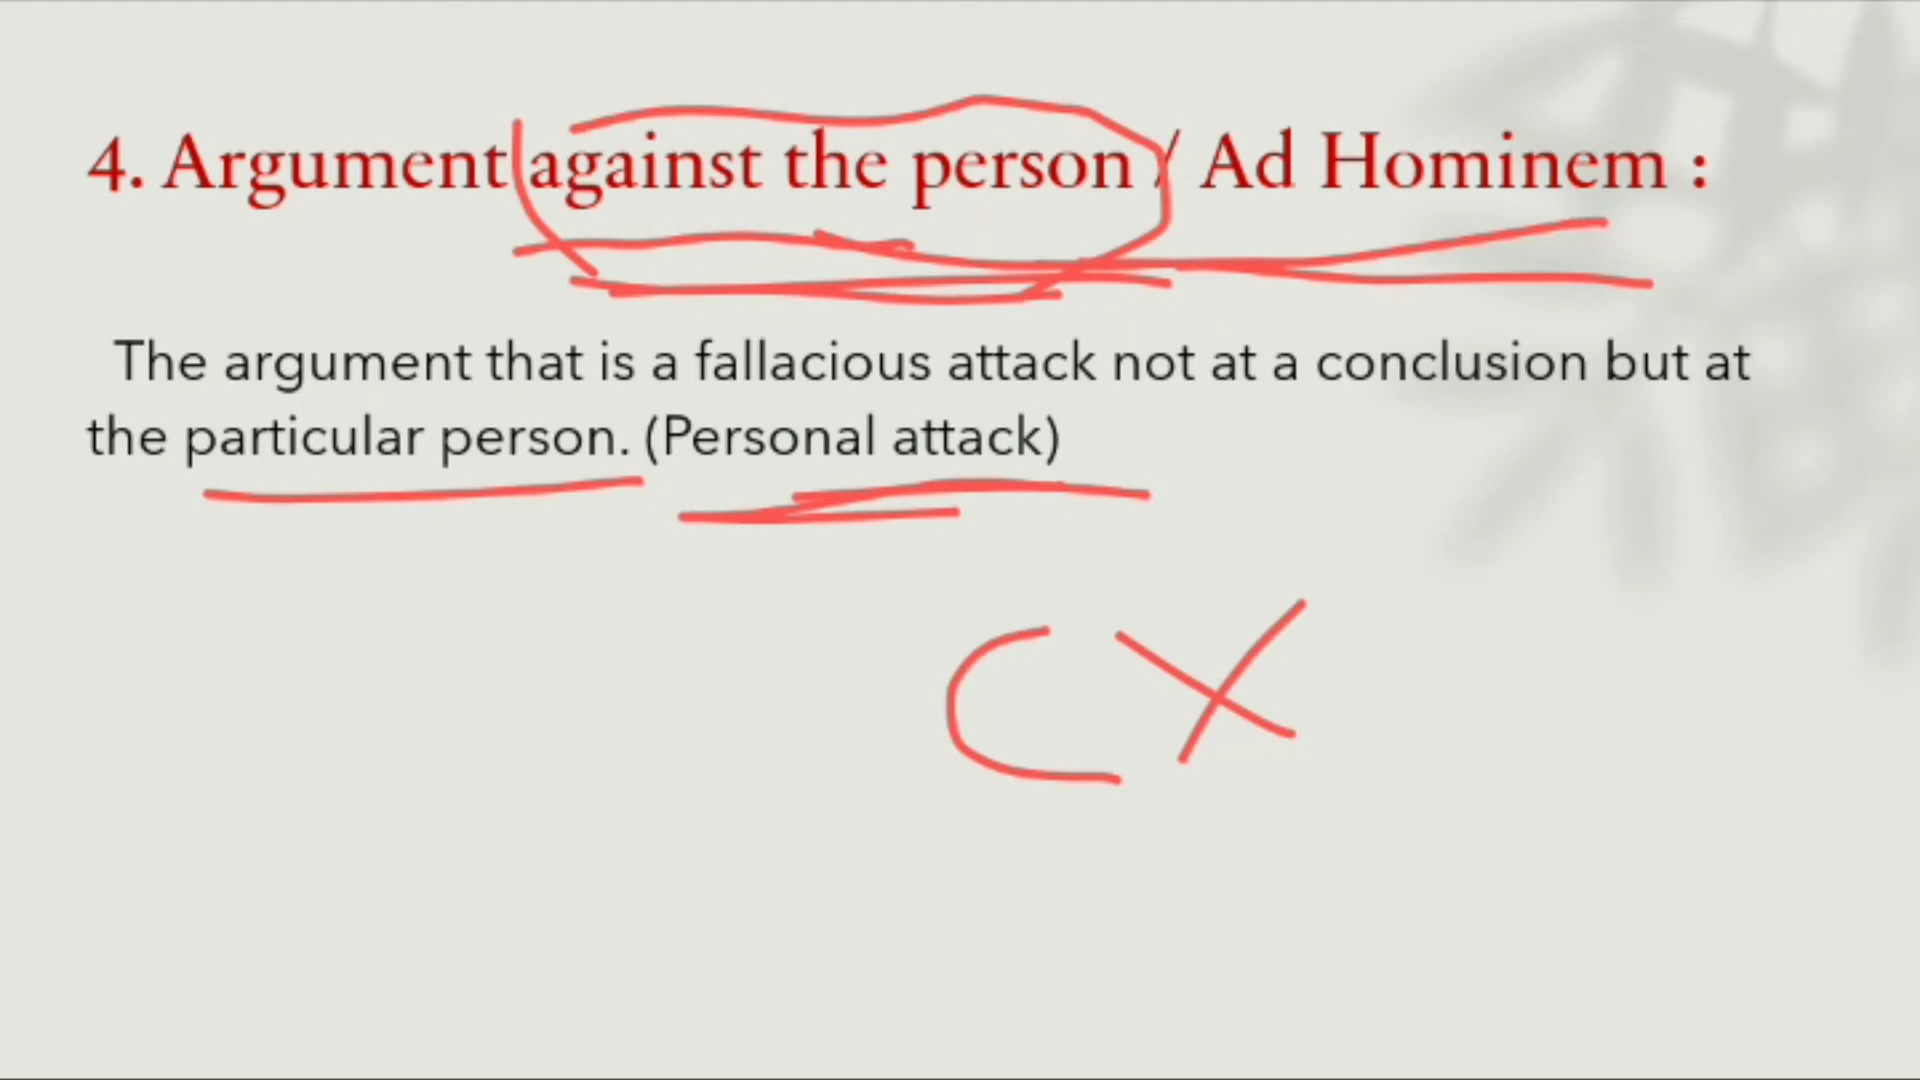 4. Argument against the person / Ad Hominem :
The argument that is a fallacious attack not at a conclusion but at
the particular person. (Personal attack)
C X